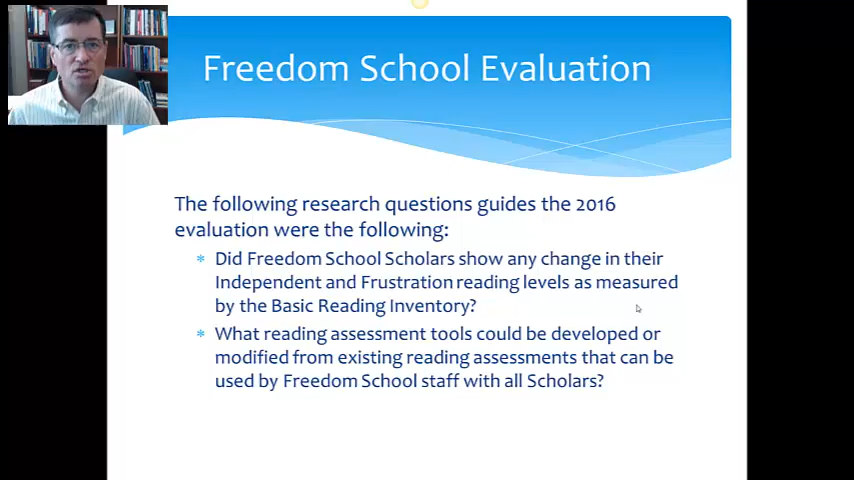 Freedom School Evaluation
The following research questions guides the 2016
evaluation were the following:
* Did Freedom School Scholars show any change in their
Independent and Frustration reading levels as measured
by the Basic Reading Inventory?
* What reading assessment tools could be developed or
modified from existing reading assessments that can be
used by Freedom School staff with all Scholars?